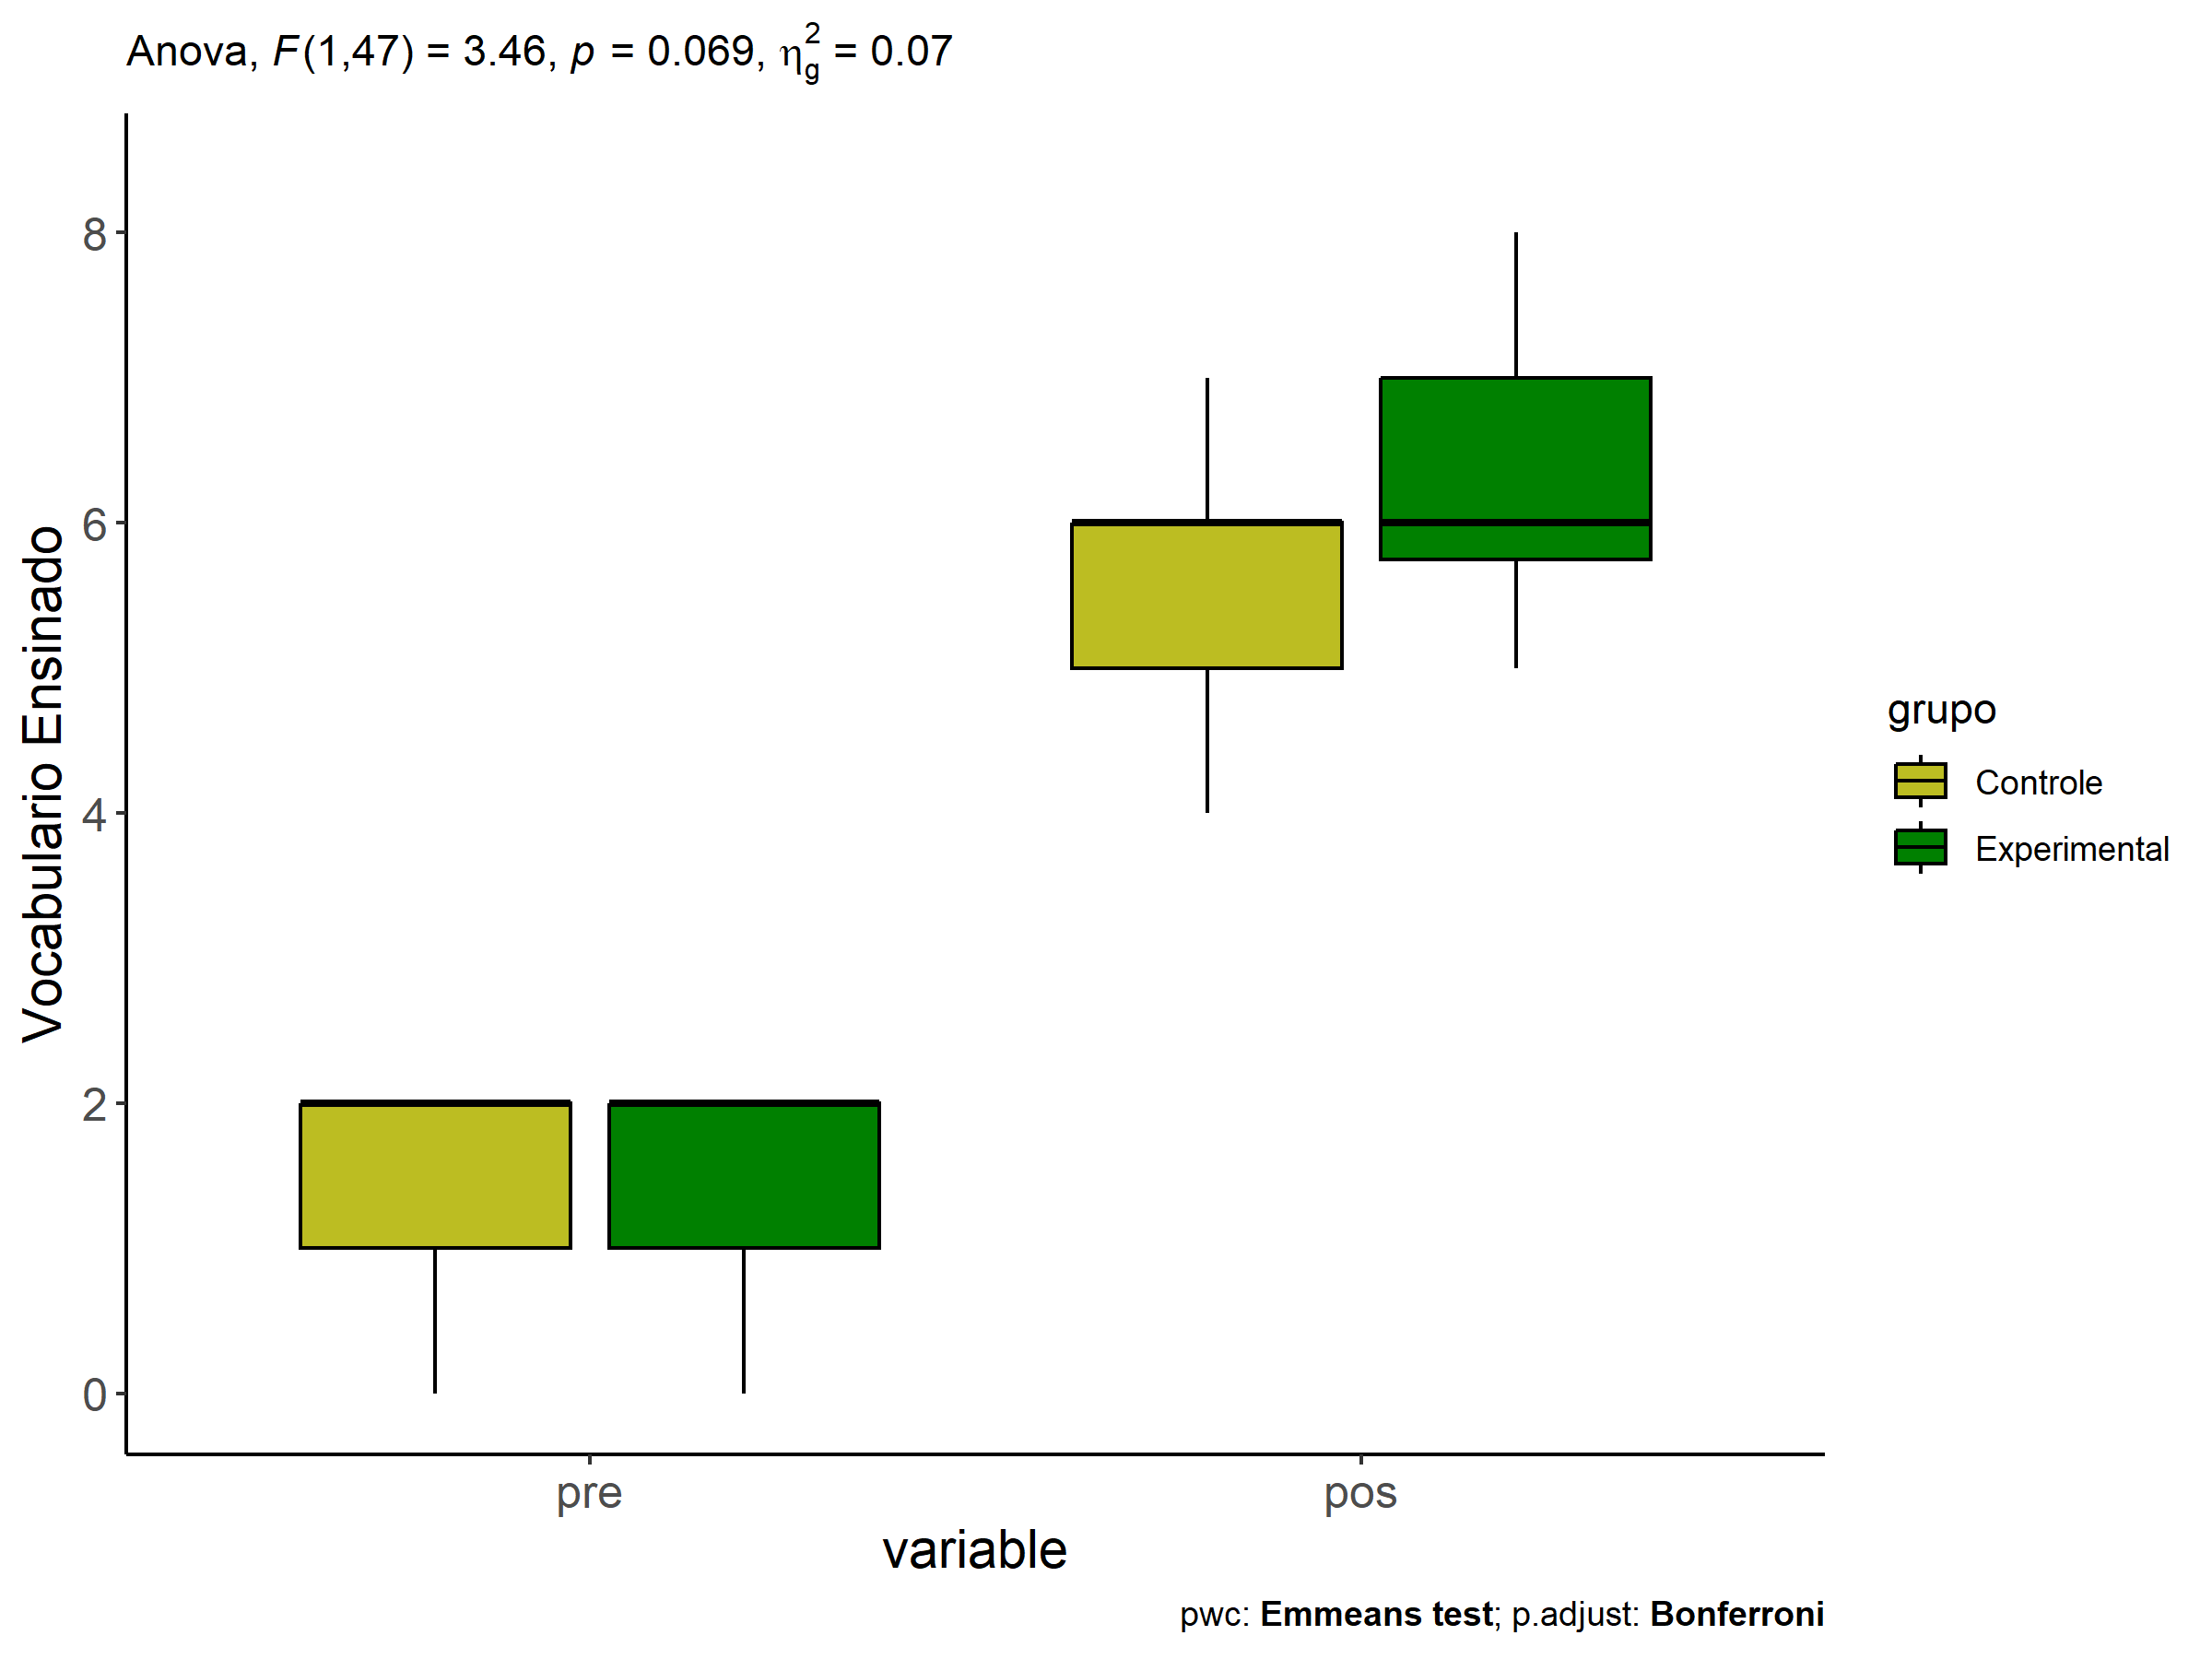 Anova, F(1,47) = 3.46, p = 0.069, η²g = 0.07
Vocabulario Ensinado
8
6
4
2
0
pre
pos
variable
grupo
Controle
Experimental
pwc: Emmeans test; p.adjust: Bonferroni